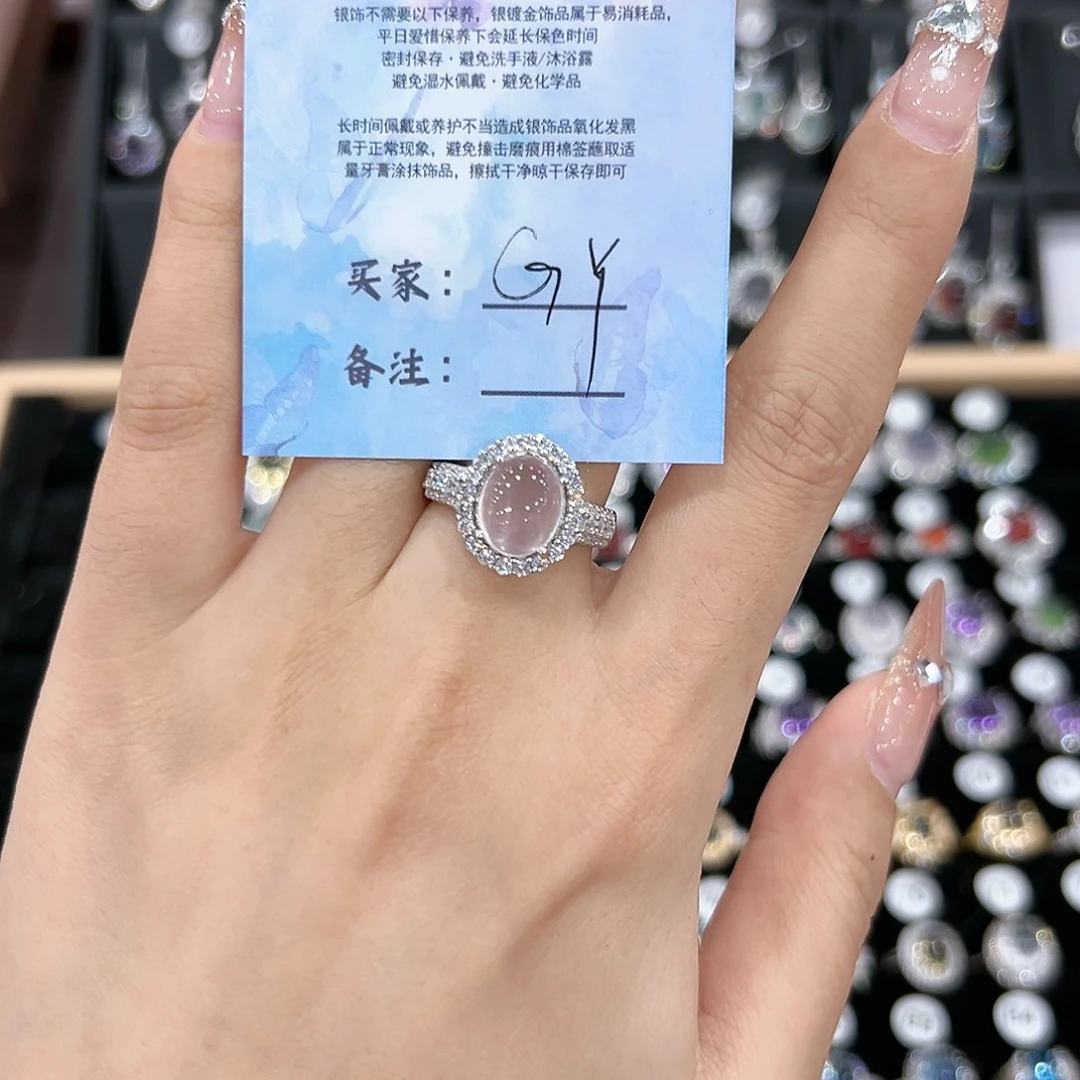 银饰不需要以下保养，银镀金饰品属于易消耗品，
平日爱惜保养下会延长保色时间
密封保存·避免洗手液/沐浴露
避免湿水佩戴·避免化学品
长时间佩戴或养护不当造成银饰品氧化发黑
属于正常现象，避免撞击磨痕用棉签蘸取适
量牙膏涂抹饰品，擦拭干净晾干保存即可
买家：GY
备注：